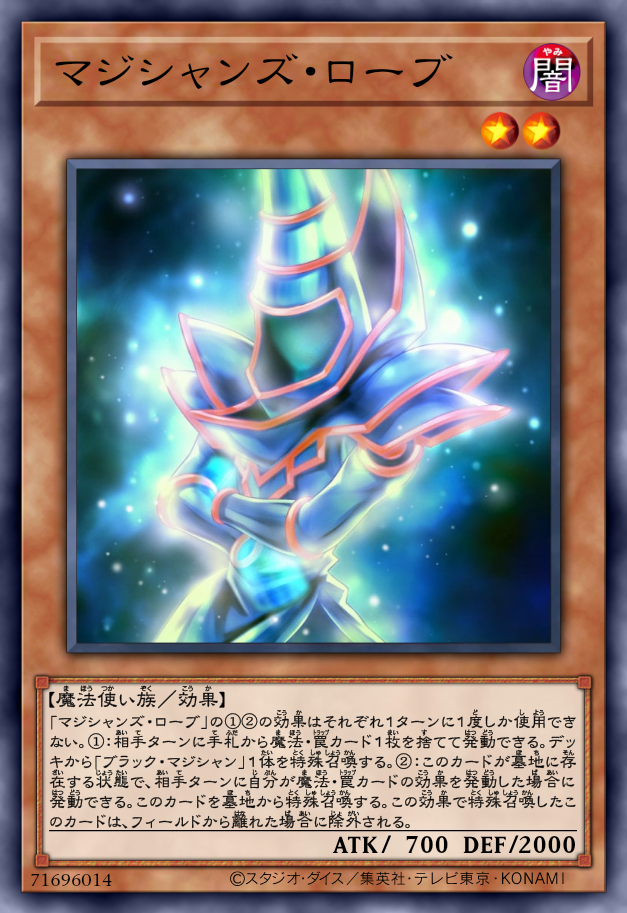 マジシャンズ・ローブ
やみ
闇
【魔法使い族／効果】
「マジシャンズ・ローブ」の①②の効果はそれぞれ1ターンに1度しか使用でき
ない。①：相手ターンに手札から魔法・罠カード1枚を捨てて発動できる。デッ
キから「ブラック・マジシャン」1体を特殊召喚する。②：このカードが墓地に存
在する状態で、相手ターンに自分が魔法・罠カードの効果を発動した場合に
発動できる。このカードを墓地から特殊召喚する。この効果で特殊召喚したこ
のカードは、フィールドから離れた場合に除外される。
ATK/ 700 DEF/2000
71696014 ©スタジオ・ダイス／集英社・テレビ東京・KONAMI